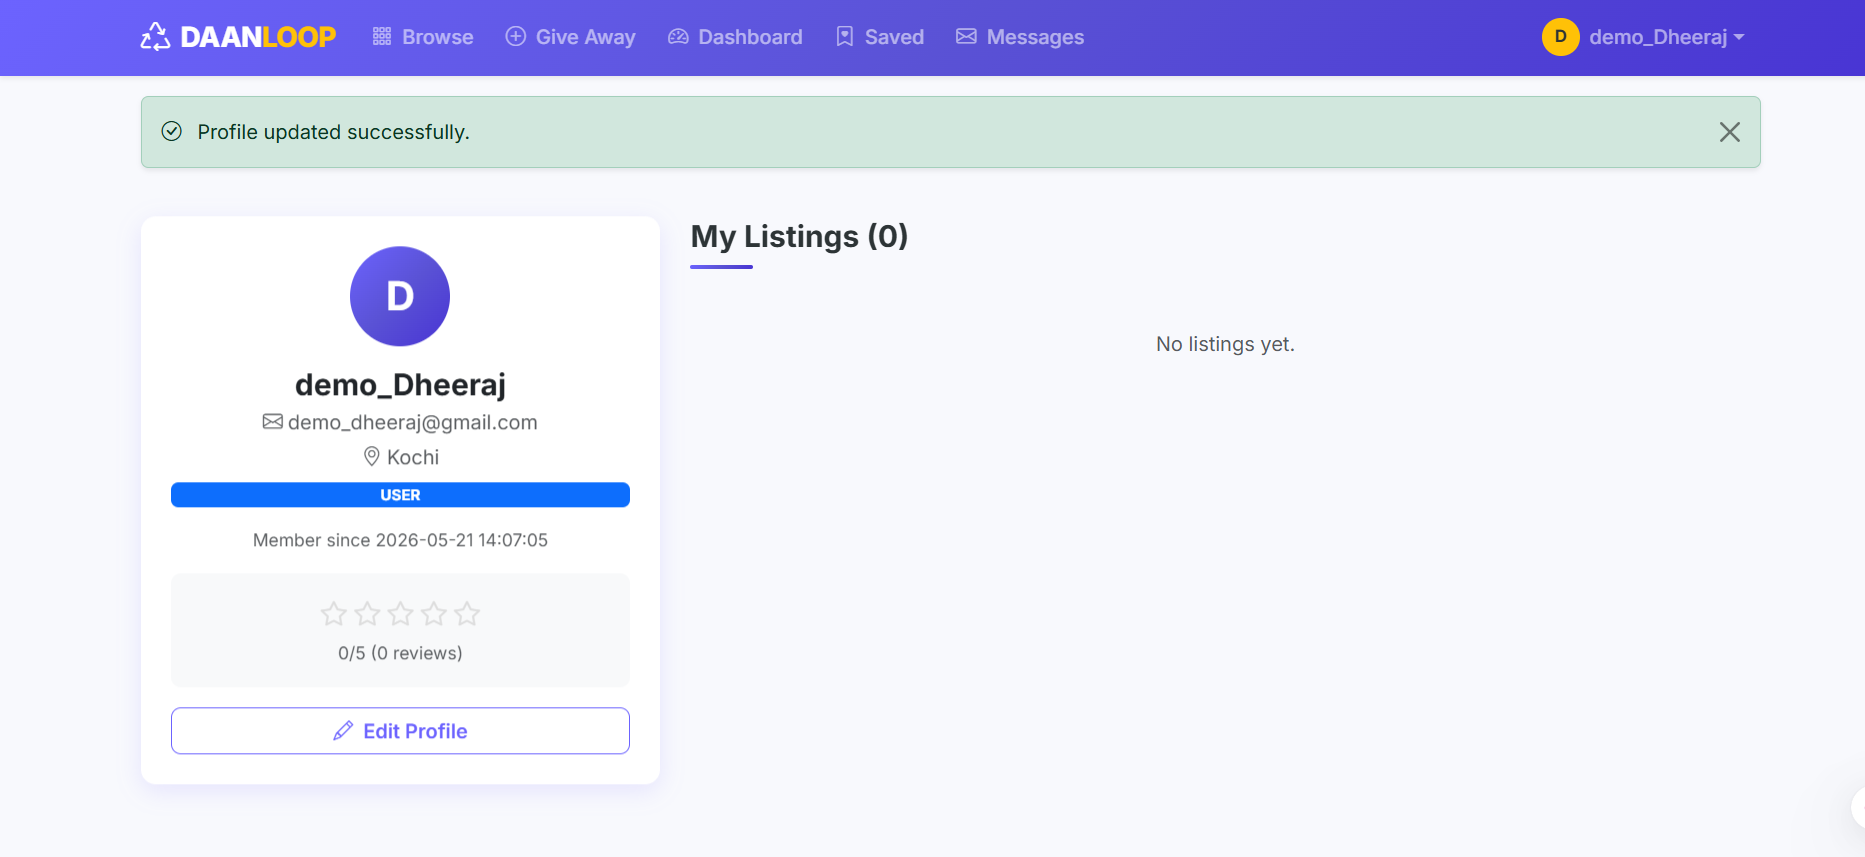 DAANLOOP Browse Give Away Dashboard Saved Messages D demo_Dheeraj
Profile updated successfully.
D
demo_Dheeraj
demo_dheeraj@gmail.com
Kochi
USER
Member since 2026-05-21 14:07:05
0/5 (0 reviews)
Edit Profile
My Listings (0)
No listings yet.